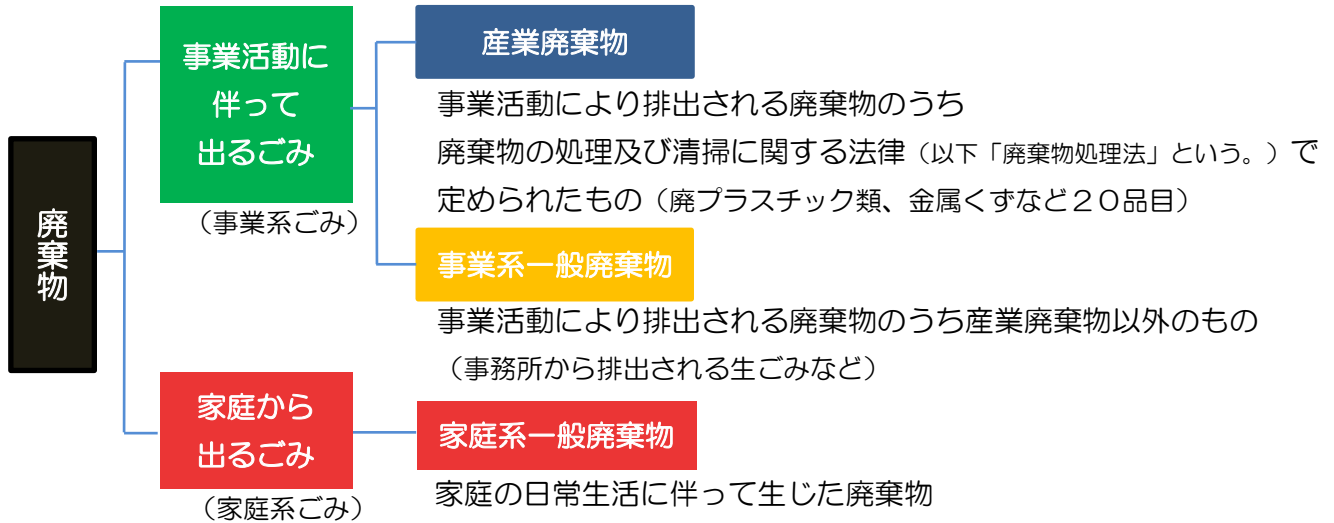 廃棄物
事業活動に
伴って
出るごみ
（事業系ごみ）
産業廃棄物
事業活動により排出される廃棄物のうち
廃棄物の処理及び清掃に関する法律（以下「廃棄物処理法」という。）で
定められたもの（廃プラスチック類、金属くずなど２０品目）
事業系一般廃棄物
事業活動により排出される廃棄物のうち産業廃棄物以外のもの
（事務所から排出される生ごみなど）
家庭から
出るごみ
（家庭系ごみ）
家庭系一般廃棄物
家庭の日常生活に伴って生じた廃棄物